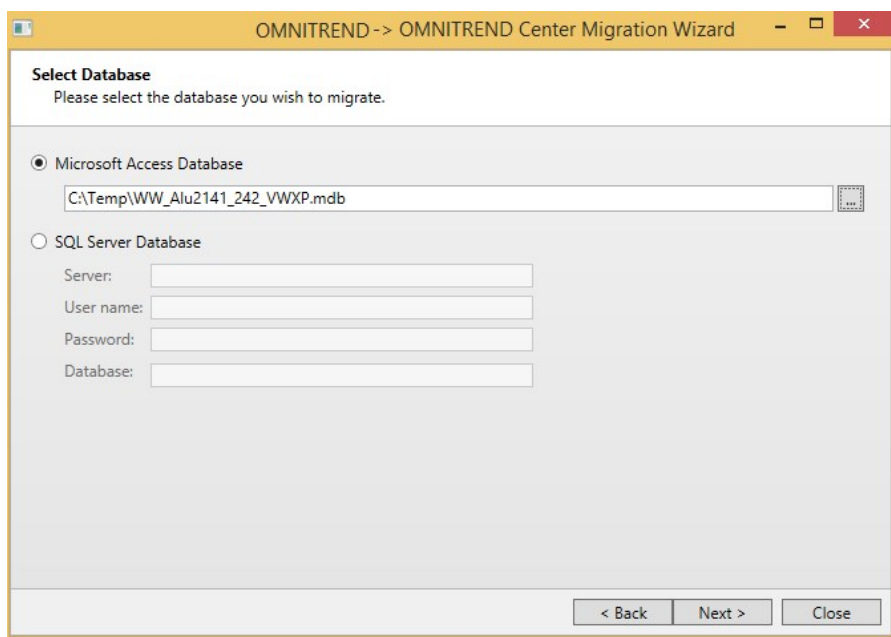 OMNITREND -> OMNITREND Center Migration Wizard
Select Database
Please select the database you wish to migrate.
Microsoft Access Database
C:\Temp\WW_Alu2141_242_VWXP.mdb
...
SQL Server Database
Server:
User name:
Password:
Database:
< Back Next > Close